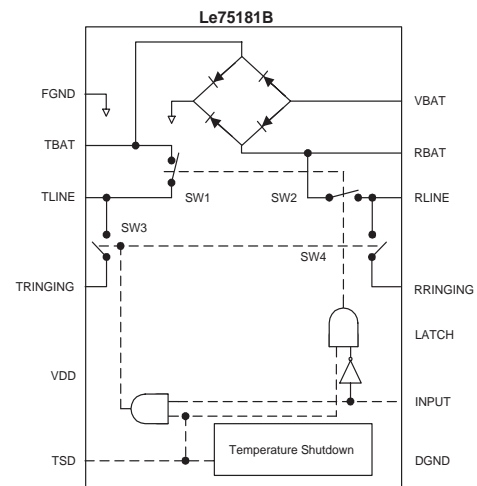 Le75181B
FGND
VBAT
TBAT
RBAT
TLINE
SW1
SW2
RLINE
SW3
SW4
TRINGING
RRINGING
LATCH
VDD
INPUT
Temperature Shutdown
TSD
DGND